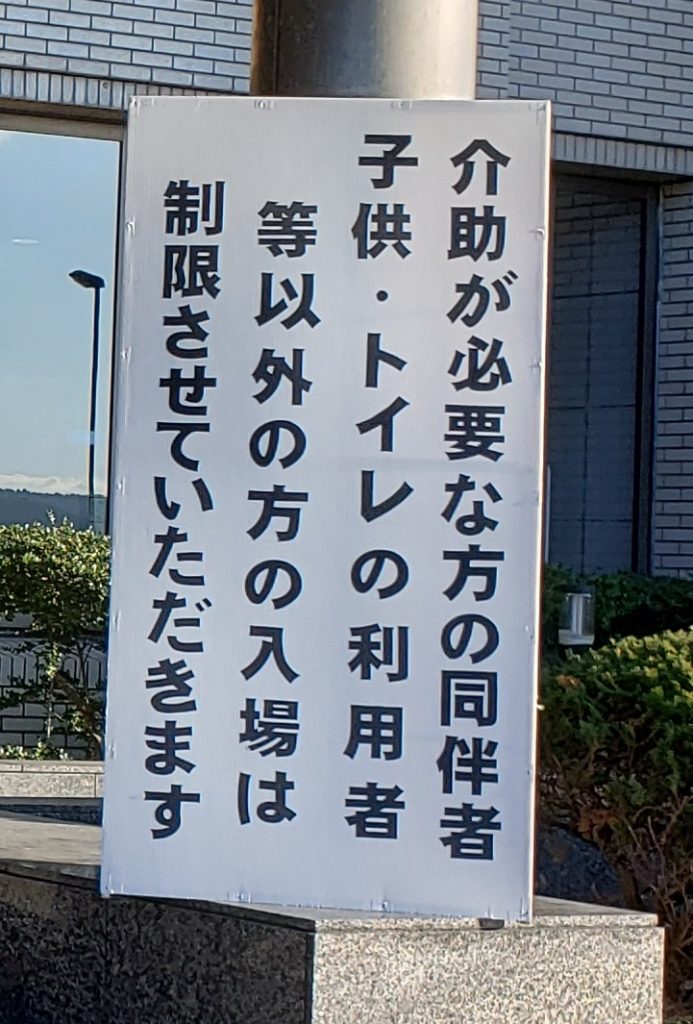 介助が必要な方の同伴者
子供・トイレの利用者
等以外の方の入場は
制限させていただきます